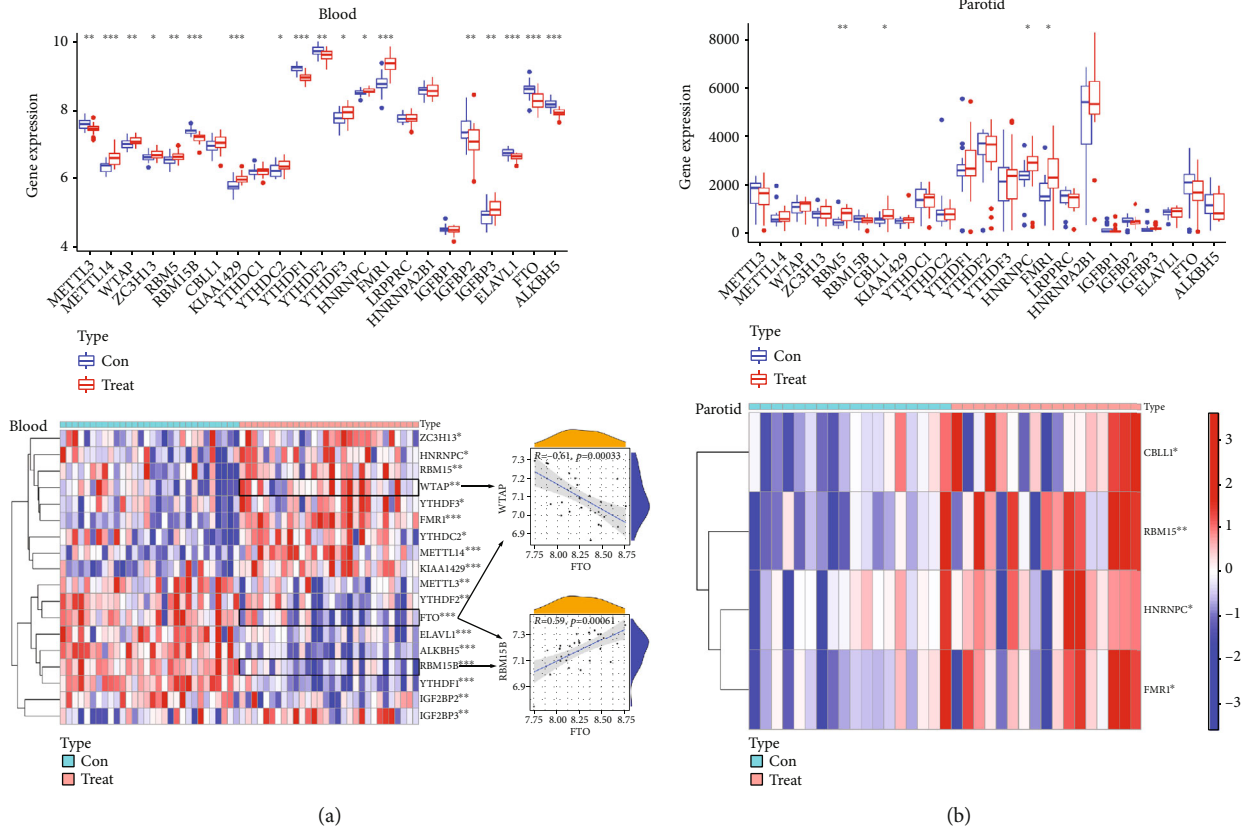 Blood
** *** ** * ** *** *** * *** ** * * *** ** ** *** *** ***
10
8
6
4
Gene expression
METTL3
METTL14
WTAP
ZC3H13
RBM5
RBM15B
CBLL1
KIAA1429
YTHDC1
YTHDC2
YTHDF1
YTHDF2
YTHDF3
HNRNPC
FMR1
LRPPRC
HNRNPA2B1
IGFBP1
IGFBP2
IGFBP3
ELAVL1
FTO
ALKBH5
Type
Con
Treat
Blood
Type
ZC3H13*
HNRNPC*
RBM15**
WTAP**
YTHDF3*
FMR1***
YTHDC2*
METTL14***
KIAA1429***
METTL3**
YTHDF2**
FTO***
ELAVL1***
ALKBH5***
RBM15B***
YTHDF1***
IGF2BP2**
IGF2BP3**
Type
Con
Treat
R=−0.61, p=0.00033
7.3
7.2
7.1
7.0
6.9
WTAP
7.75 8.00 8.25 8.50 8.75
FTO
R=0.59, p=0.00061
7.3
7.1
6.9
RBM15B
7.75 8.00 8.25 8.50 8.75
FTO
(a)
Parotid
** * * *
8000
6000
4000
2000
0
Gene expression
METTL3
METTL14
WTAP
ZC3H13
RBM5
RBM15B
CBLL1
KIAA1429
YTHDC1
YTHDC2
YTHDF1
YTHDF2
YTHDF3
HNRNPC
FMR1
LRPPRC
HNRNPA2B1
IGFBP1
IGFBP2
IGFBP3
ELAVL1
FTO
ALKBH5
Type
Con
Treat
Parotid
Type
CBLL1*
RBM15**
HNRNPC*
FMR1*
3
2
1
0
−1
−2
−3
Type
Con
Treat
(b)